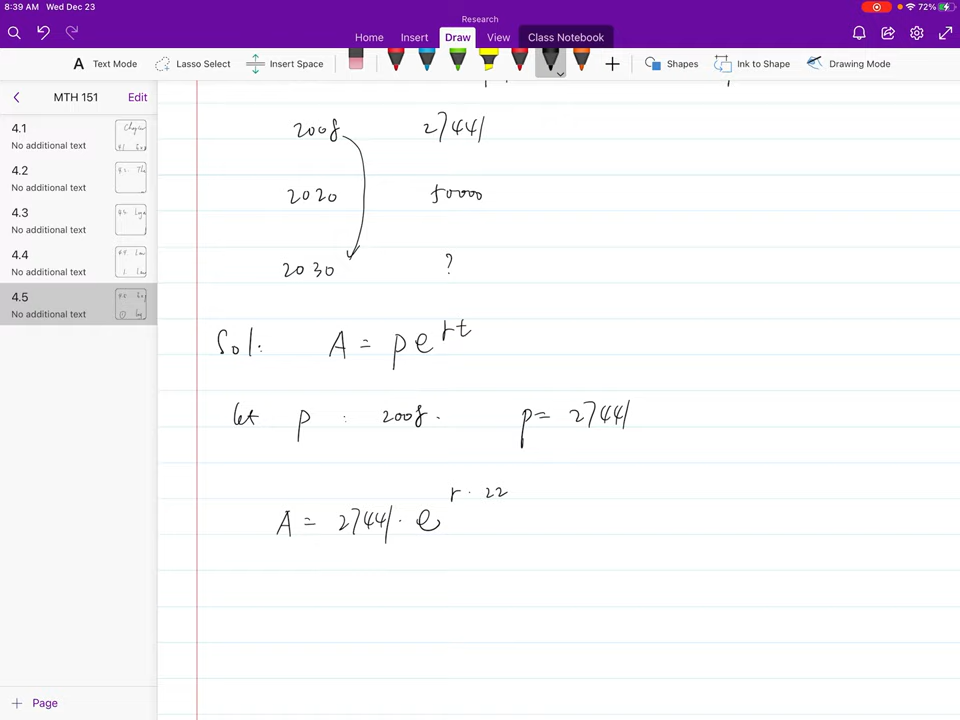 8:39 AM Wed Dec 23
72%
Research
Home Insert Draw View Class Notebook
Text Mode Lasso Select Insert Space Shapes Ink to Shape Drawing Mode
MTH 151 Edit
4.1
No additional text
4.2
No additional text
4.3
No additional text
4.4
No additional text
4.5
No additional text
Page
2008 27441
2020 50000
2030 ?
Sol: A = pe^rt
let p : 2008. p= 27441
A = 27441 · e^r · 22